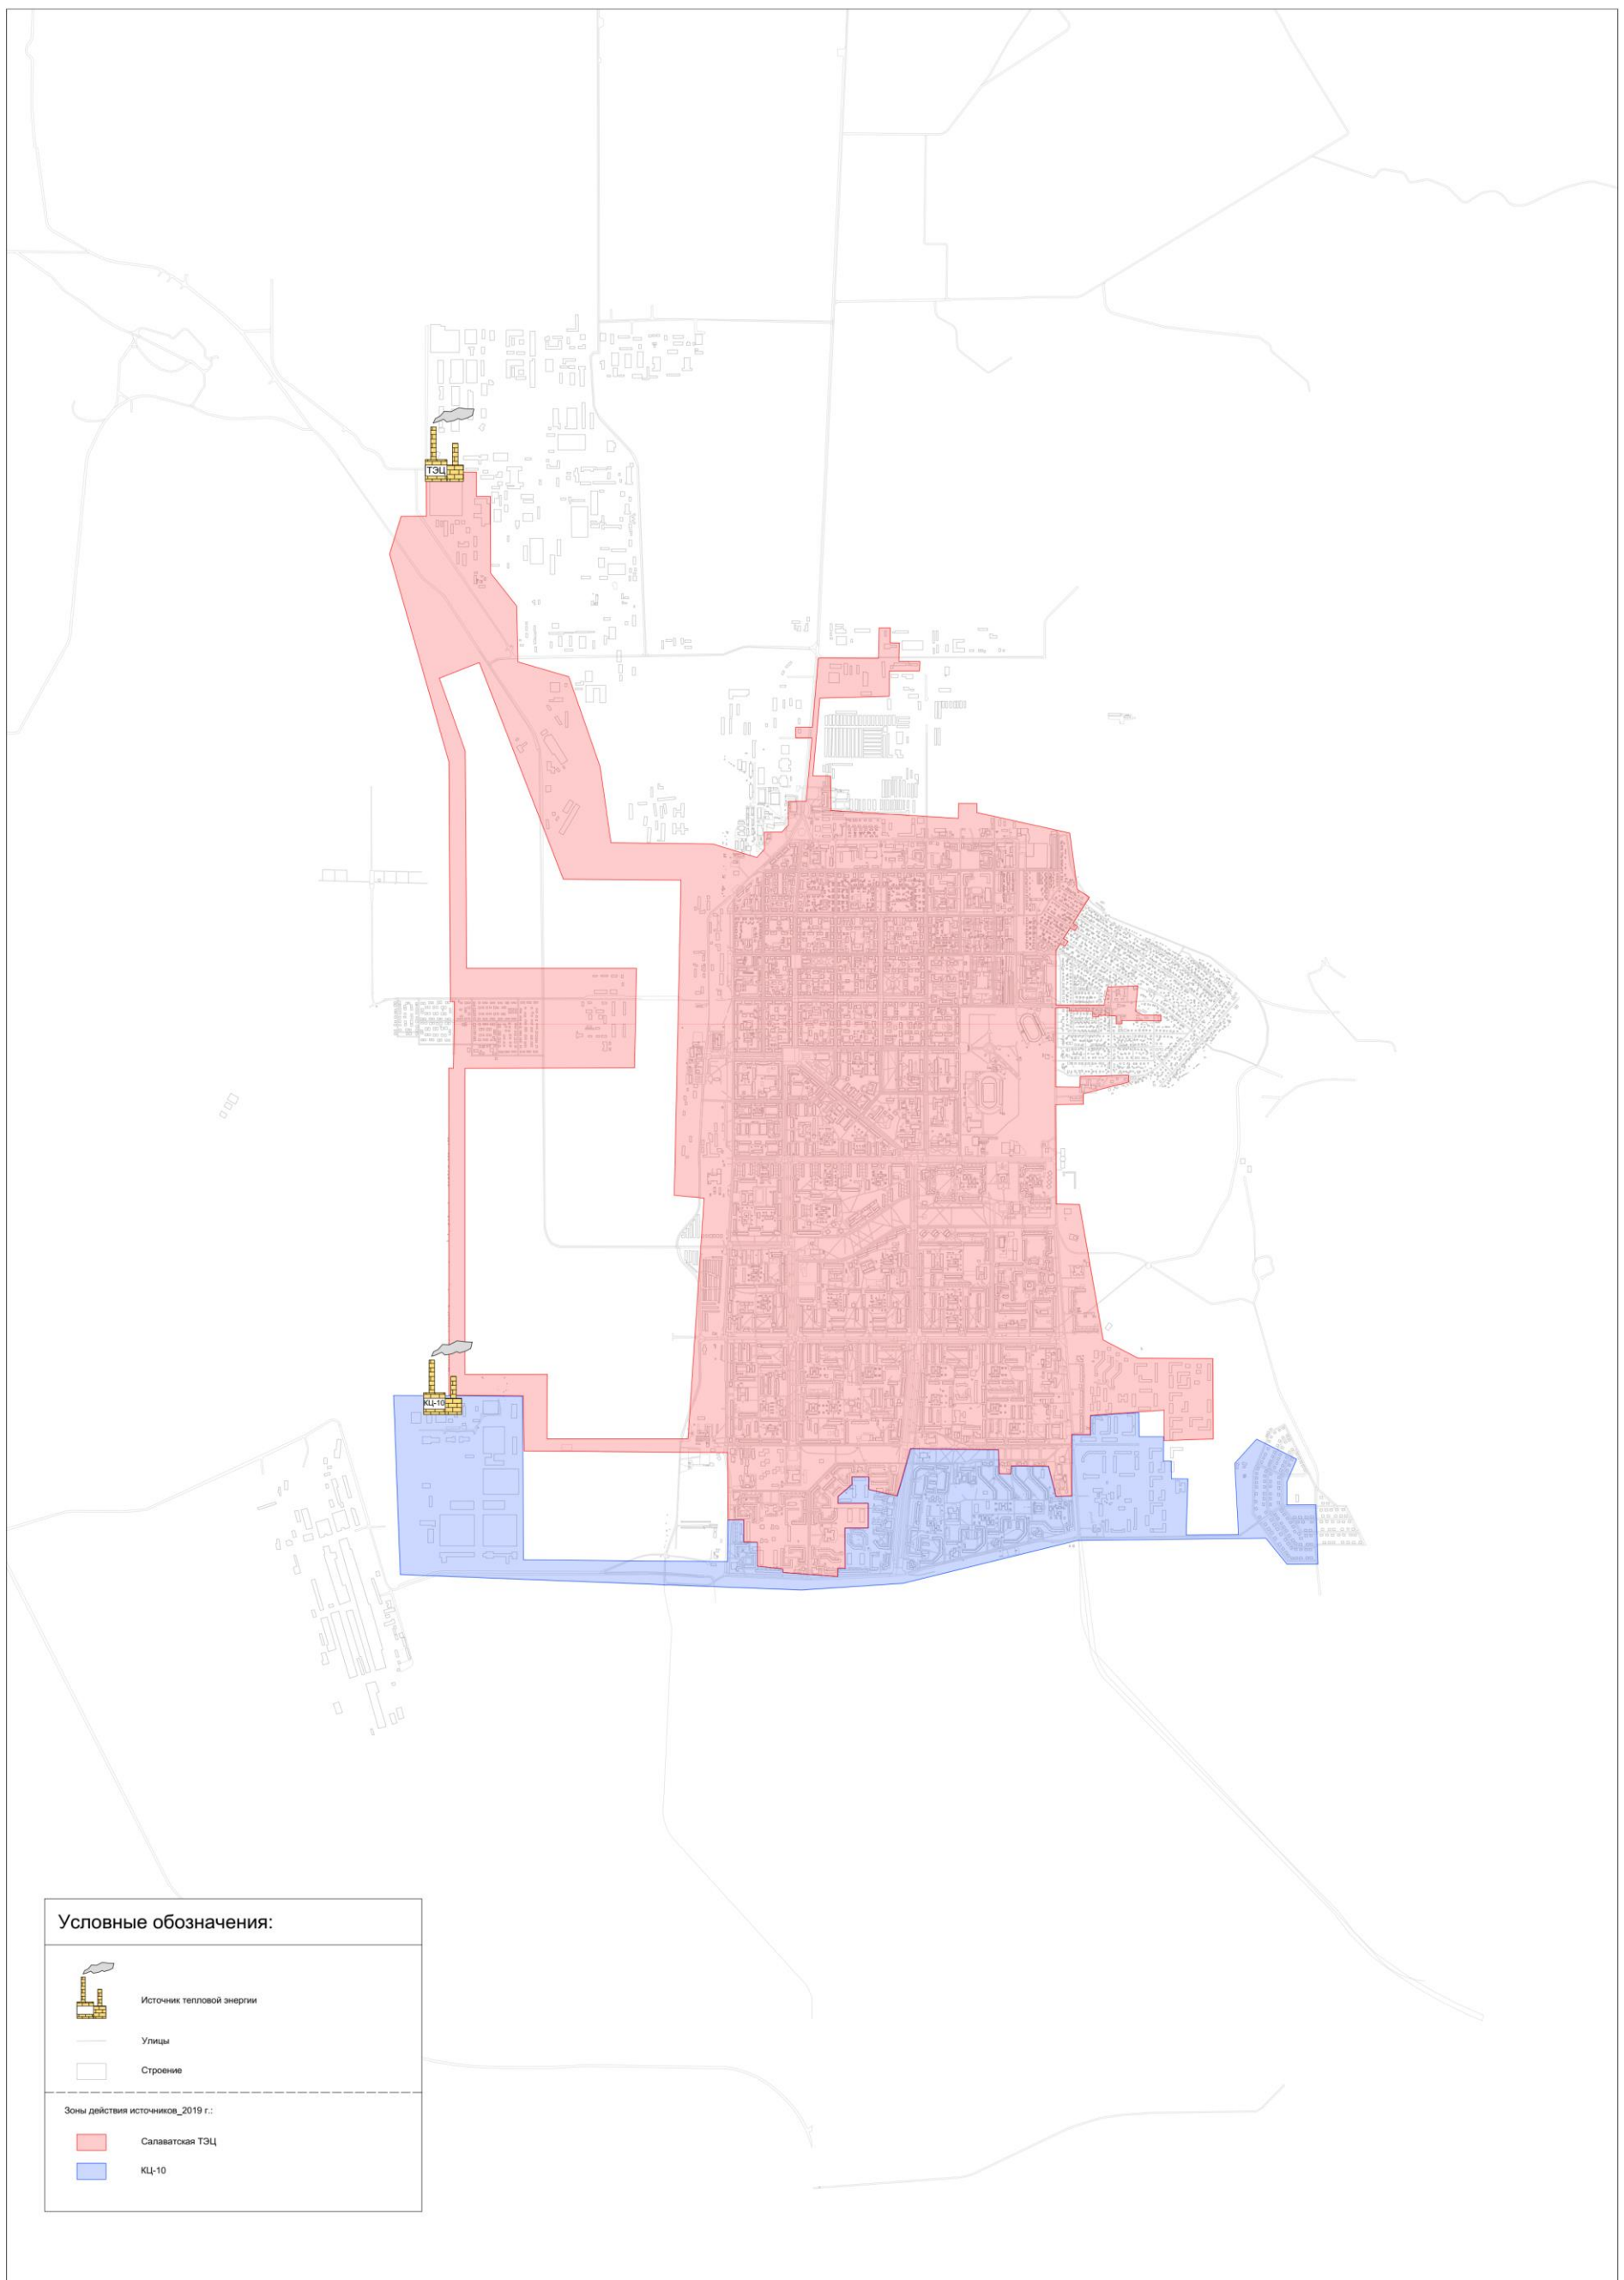 ТЭЦ
КЦ-10
Условные обозначения:
Источник тепловой энергии
Улицы
Строение
Зоны действия источников_2019 г.:
Салаватская ТЭЦ
КЦ-10